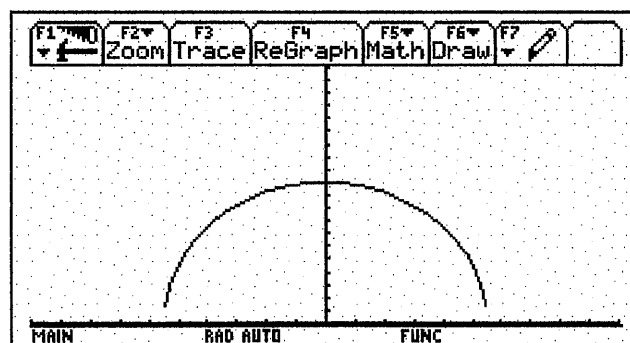 F1 F2 Zoom F3 Trace F4 ReGraph F5 Math F6 Draw F7
MAIN RAD AUTO FUNC